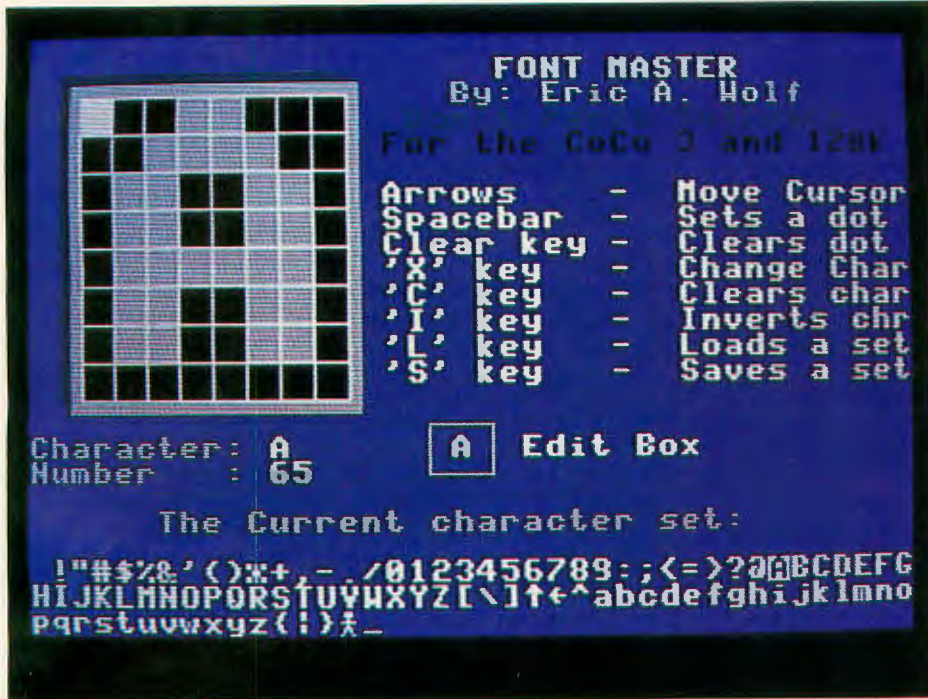 FONT MASTER
By: Eric A. Wolf
For the CoCo 3 and 128k
Arrows - Move Cursor
Spacebar - Sets a dot
Clear key - Clears dot
'X' key - Change Char
'C' key - Clears char
'I' key - Inverts chr
'L' key - Loads a set
'S' key - Saves a set
Character: A
Number : 65
A Edit Box
The Current character set:
!"#$%&'()*+,-./0123456789:;<=>?@ABCDEFG
HIJKLMNOPQRSTUVWXYZ[\]↑←^abcdefghijklmno
pqrstuvwxyz{¦}_